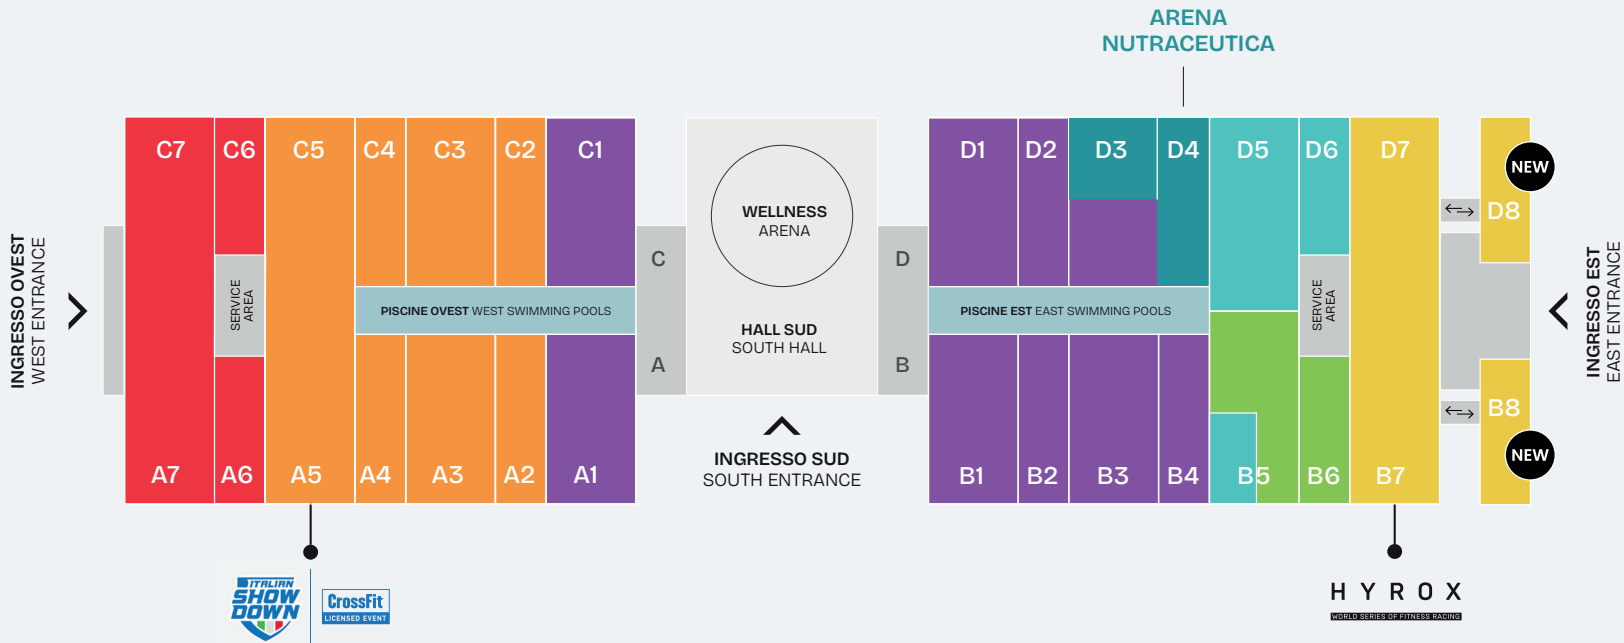 ARENA
NUTRACEUTICA
C7
C6
C5
C4
C3
C2
C1
D1
D2
D3
D4
D5
D6
D7
NEW
D8
WELLNESS
ARENA
INGRESSO OVEST
WEST ENTRANCE
SERVICE
AREA
PISCINE OVEST WEST SWIMMING POOLS
C
A
HALL SUD
SOUTH HALL
D
B
PISCINE EST EAST SWIMMING POOLS
SERVICE
AREA
INGRESSO EST
EAST ENTRANCE
B8
NEW
A7
A6
A5
A4
A3
A2
A1
INGRESSO SUD
SOUTH ENTRANCE
B1
B2
B3
B4
B5
B6
B7
ITALIAN
SHOW
DOWN
CrossFit
LICENSED EVENT
HYROX
WORLD SERIES OF FITNESS RACING